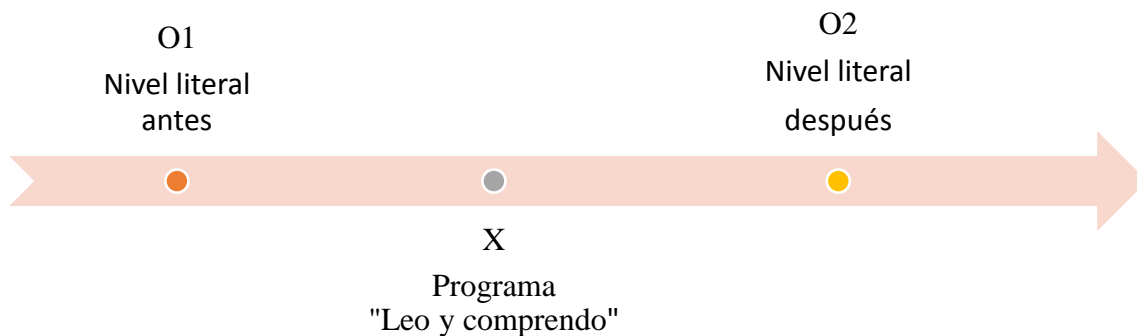 O1
Nivel literal
antes
O2
Nivel literal
después
X
Programa
"Leo y comprendo"